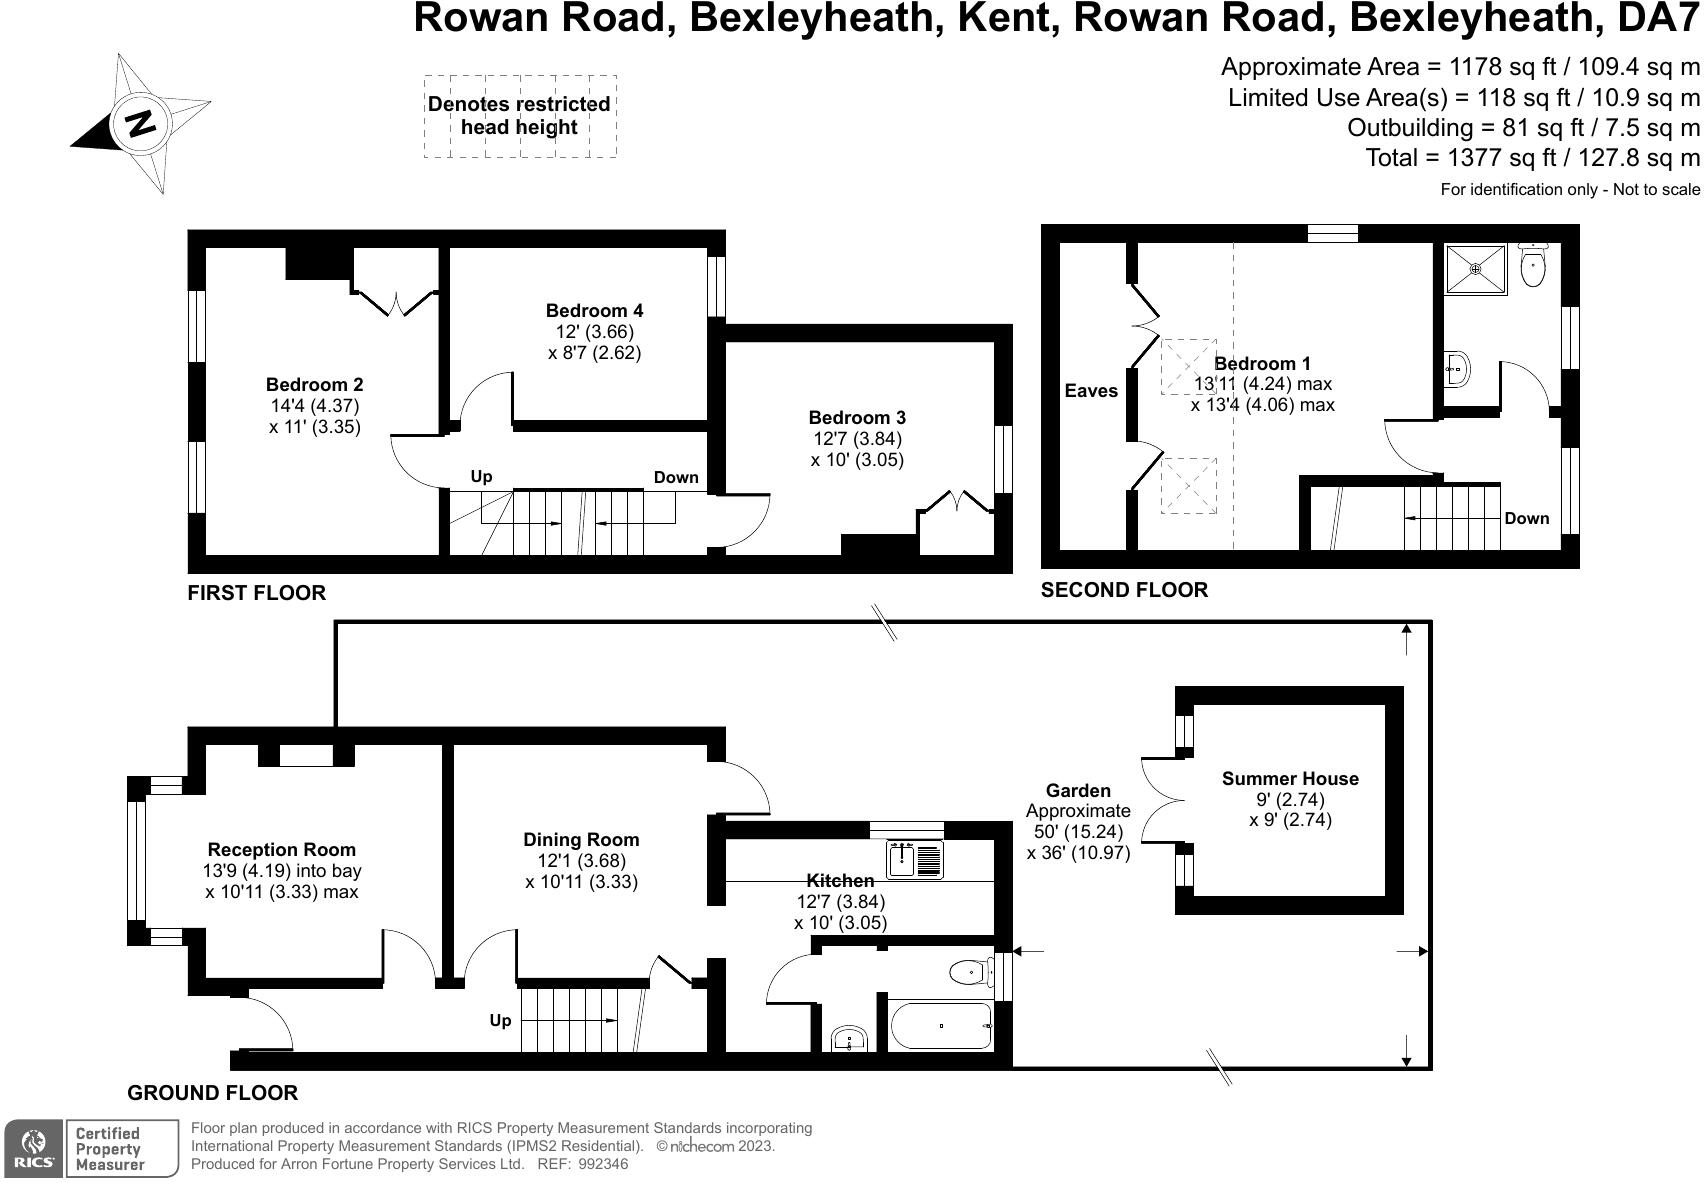 Rowan Road, Bexleyheath, Kent, Rowan Road, Bexleyheath, DA7
Approximate Area = 1178 sq ft / 109.4 sq m
Limited Use Area(s) = 118 sq ft / 10.9 sq m
Outbuilding = 81 sq ft / 7.5 sq m
Total = 1377 sq ft / 127.8 sq m
For identification only - Not to scale
N
Denotes restricted
head height
Bedroom 2
14'4 (4.37)
x 11' (3.35)
Bedroom 4
12' (3.66)
x 8'7 (2.62)
Bedroom 3
12'7 (3.84)
x 10' (3.05)
Up
Down
FIRST FLOOR
Eaves
Bedroom 1
13'11 (4.24) max
x 13'4 (4.06) max
Down
SECOND FLOOR
Reception Room
13'9 (4.19) into bay
x 10'11 (3.33) max
Dining Room
12'1 (3.68)
x 10'11 (3.33)
Kitchen
12'7 (3.84)
x 10' (3.05)
Up
Garden
Approximate
50' (15.24)
x 36' (10.97)
Summer House
9' (2.74)
x 9' (2.74)
GROUND FLOOR
RICS
Certified
Property
Measurer
Floor plan produced in accordance with RICS Property Measurement Standards incorporating
International Property Measurement Standards (IPMS2 Residential). © nichecom 2023.
Produced for Arron Fortune Property Services Ltd. REF: 992346